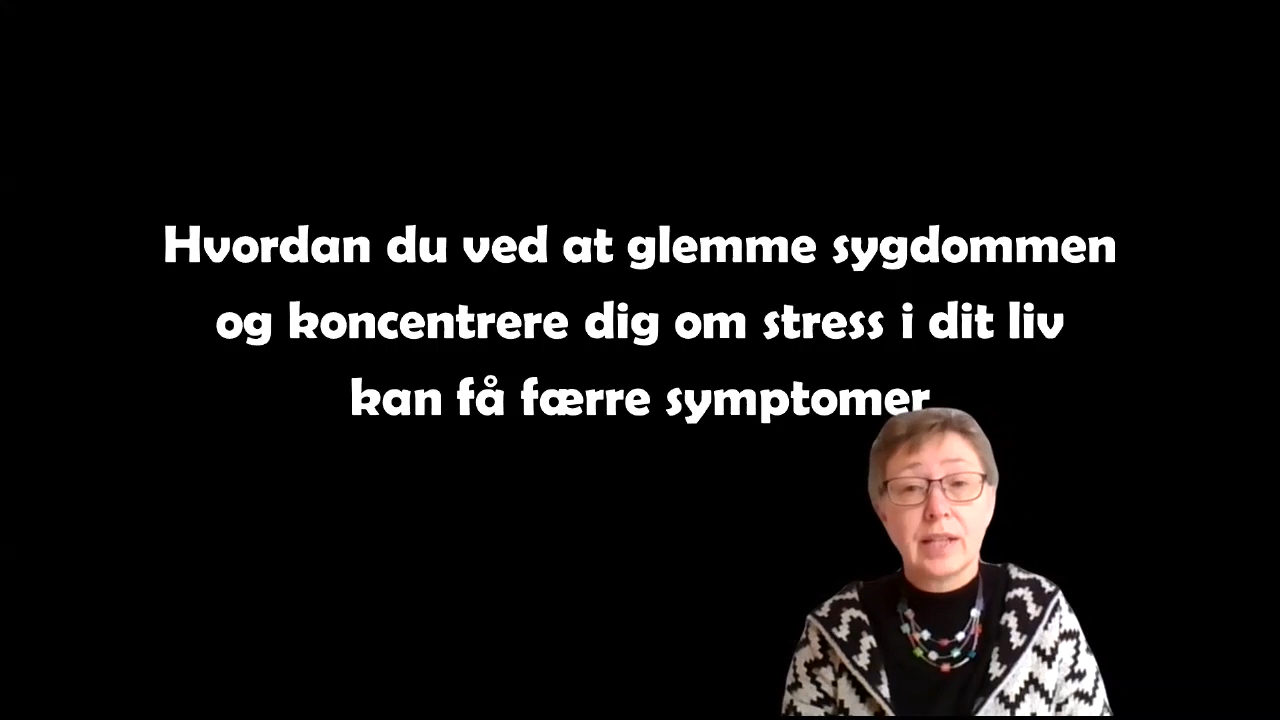 Hvordan du ved at glemme sygdommen
og koncentrere dig om stress i dit liv
kan få færre symptomer